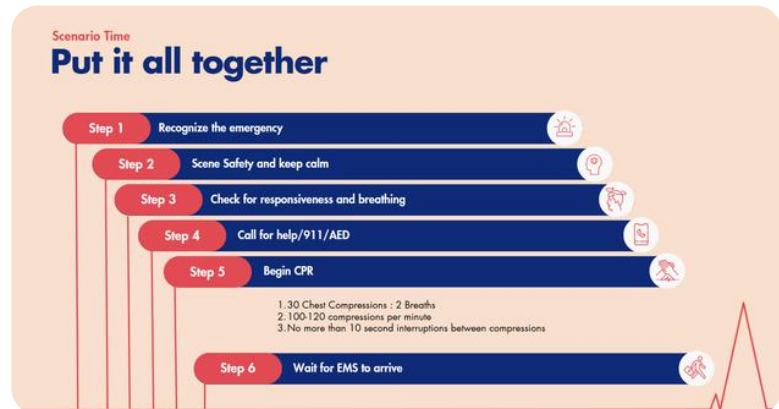 Scenario Time
Put it all together
Step 1 Recognize the emergency
Step 2 Scene Safety and keep calm
Step 3 Check for responsiveness and breathing
Step 4 Call for help/911/AED
Step 5 Begin CPR
1. 30 Chest Compressions : 2 Breaths
2. 100-120 compressions per minute
3. No more than 10 second interruptions between compressions
Step 6 Wait for EMS to arrive